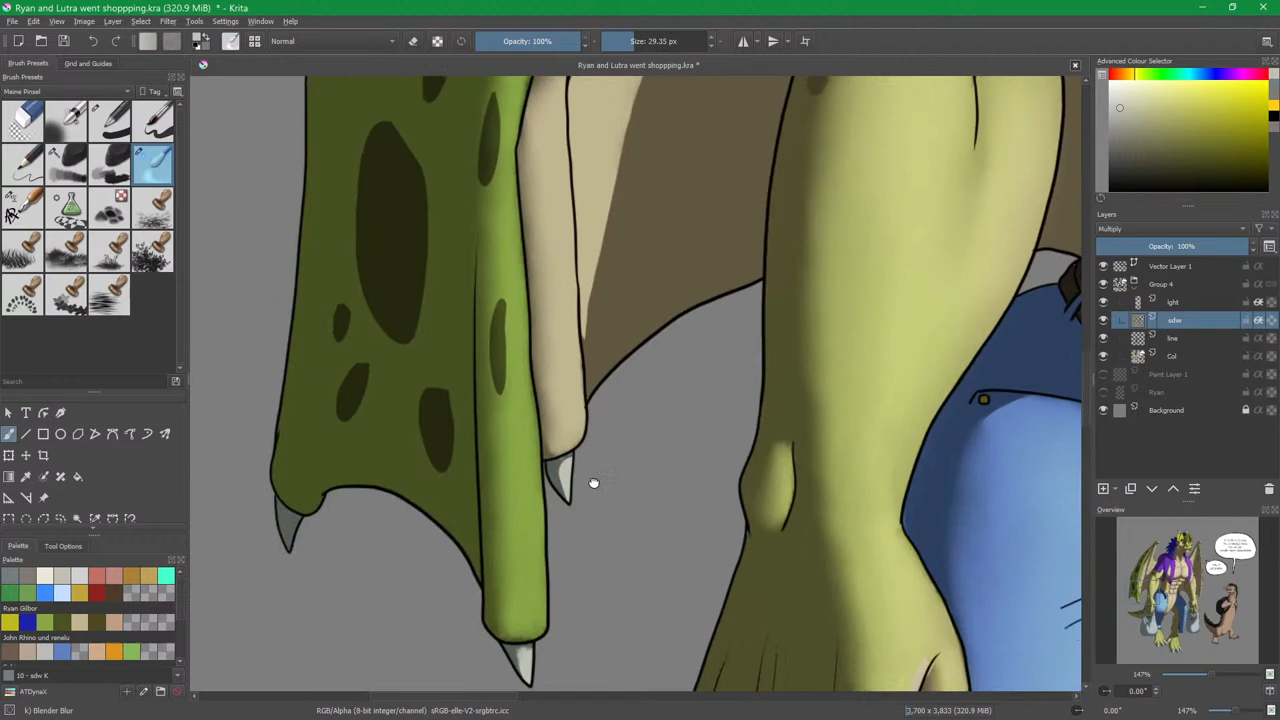 Ryan and Lutra went shoppping.kra (320.9 MiB) * - Krita
File Edit View Image Layer Select Filter Tools Settings Window Help
Normal Opacity: 100% Size: 29.35 px
Brush Presets Grid and Guides
Ryan and Lutra went shoppping.kra *
Advanced Colour Selector
Brush Presets
Meine Pinsel Tag
Layers
Multiply
Opacity: 100%
Vector Layer 1
Group 4
lght
sdw
line
Col
Paint Layer 1
Ryan
Background
Search
Overview
Palette Tool Options
Palette
Ryan Gilbor
John Rhino und renelu
10 - sdw K
ATDynaX
147%
0.00°
k) Blender Blur
RGB/Alpha (8-bit integer/channel) sRGB-elle-V2-srgbtrc.icc
3,700 x 3,833 (320.9 MiB)
0.00°
147%